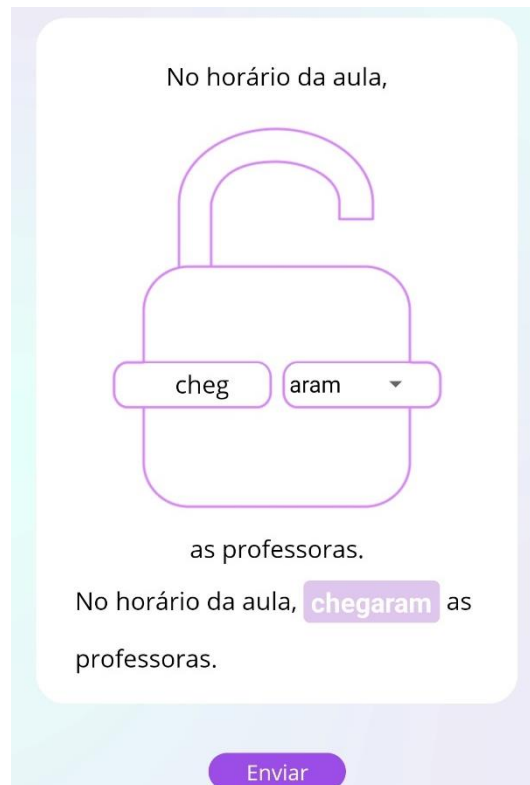 No horário da aula,
cheg aram
as professoras.
No horário da aula, chegaram as
professoras.
Enviar